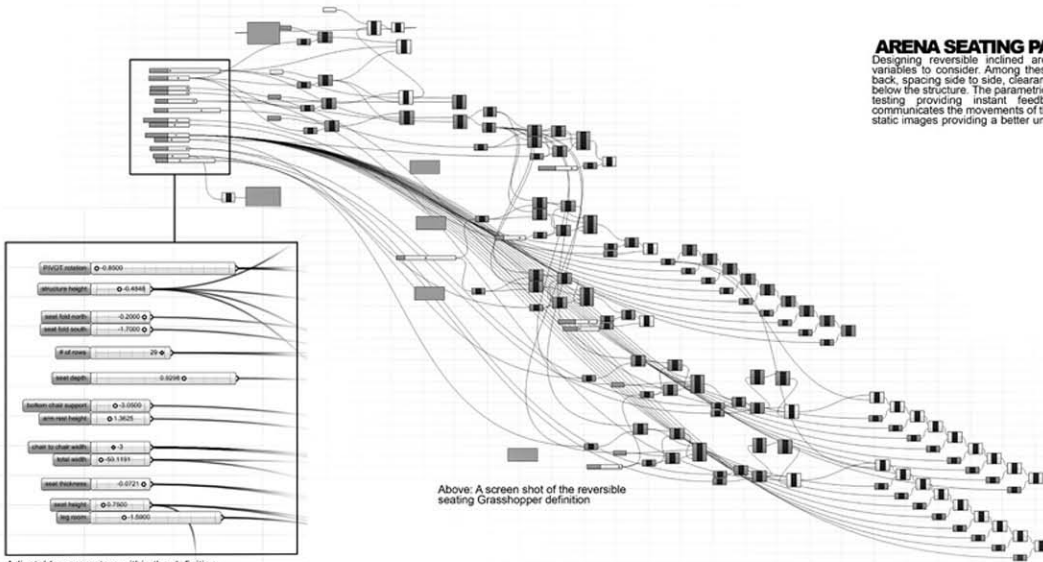 ARENA SEATING PA
Designing reversible inclined are
variables to consider. Among thes
back, spacing side to side, clearan
below the structure. The parametric
testing providing instant feedb
communicates the movements of t
static images providing a better un
PIVOT rotation -0.8500
structure height -0.4848
seat fold north -0.2000
seat fold south -1.7000
# of rows 29
seat depth 0.9298
bottom chair support -3.0500
arm rest height 1.3625
chair to chair width -3
total width -50.1191
seat thickness -0.0721
seat height 0.7500
leg room -1.5000
Above: A screen shot of the reversible
seating Grasshopper definition